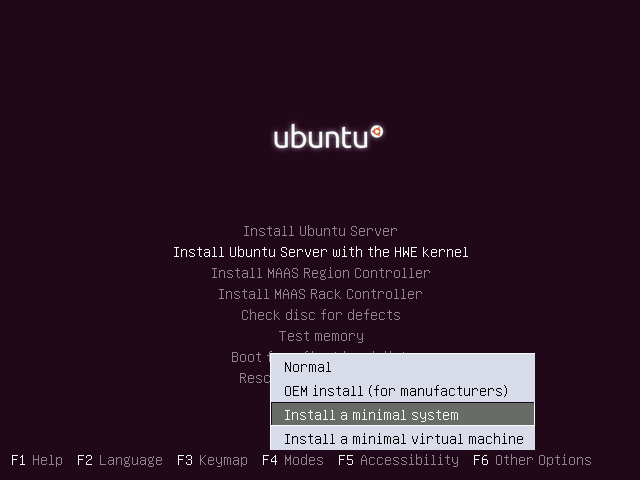 ubuntu
Install Ubuntu Server
Install Ubuntu Server with the HWE kernel
Install MAAS Region Controller
Install MAAS Rack Controller
Check disc for defects
Test memory
Boot
Resc
Normal
OEM install (for manufacturers)
Install a minimal system
Install a minimal virtual machine
F1 Help F2 Language F3 Keymap F4 Modes F5 Accessibility F6 Other Options